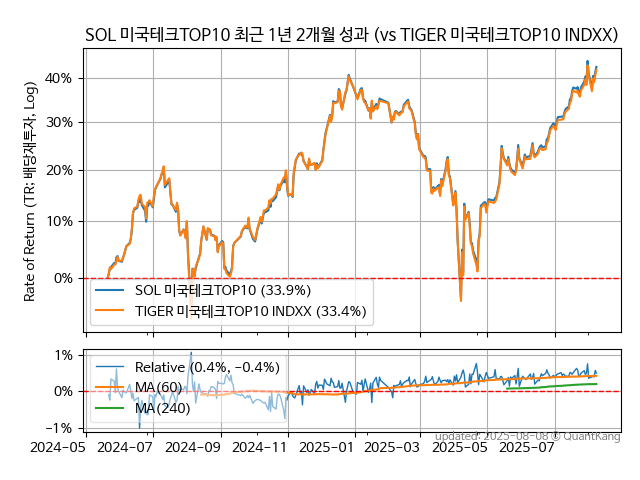 SOL 미국테크TOP10 최근 1년 2개월 성과 (vs TIGER 미국테크TOP10 INDXX)
Rate of Return (TR: 배당재투자, Log)
40%
30%
20%
10%
0%
SOL 미국테크TOP10 (33.9%)
TIGER 미국테크TOP10 INDXX (33.4%)
1%
0%
−1%
Relative (0.4%, -0.4%)
MA(60)
MA(240)
2024-05 2024-07 2024-09 2024-11 2025-01 2025-03 2025-05 2025-07
updated: 2025-08-08 © QuantKang